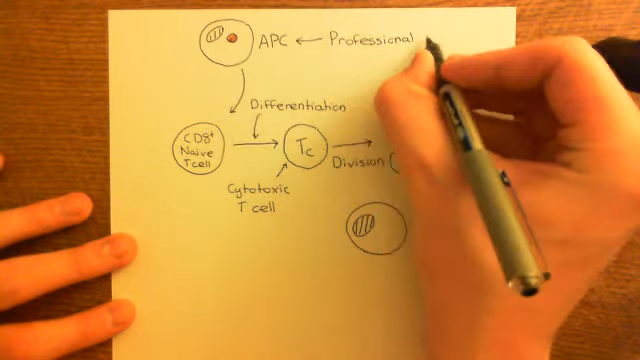 APC ← Professional
Differentiation
CD8⁺
Naive
T cell
Tc
Division
Cytotoxic
T cell